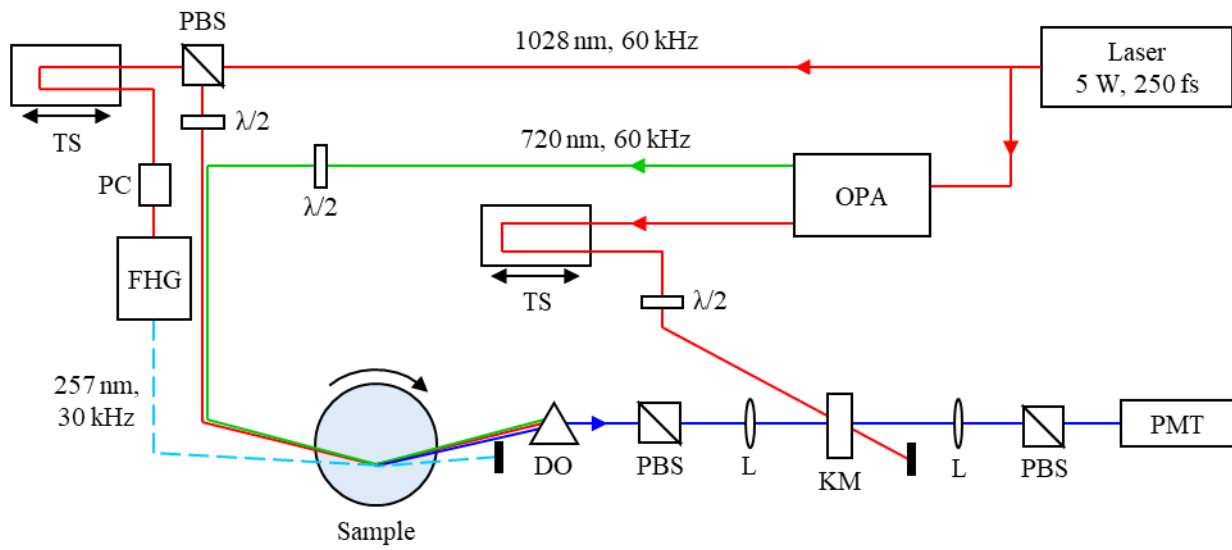 PBS
1028 nm, 60 kHz
Laser
5 W, 250 fs
λ/2
TS
720 nm, 60 kHz
PC
λ/2
OPA
FHG
TS
λ/2
257 nm,
30 kHz
DO
PBS
L
KM
L
PBS
PMT
Sample